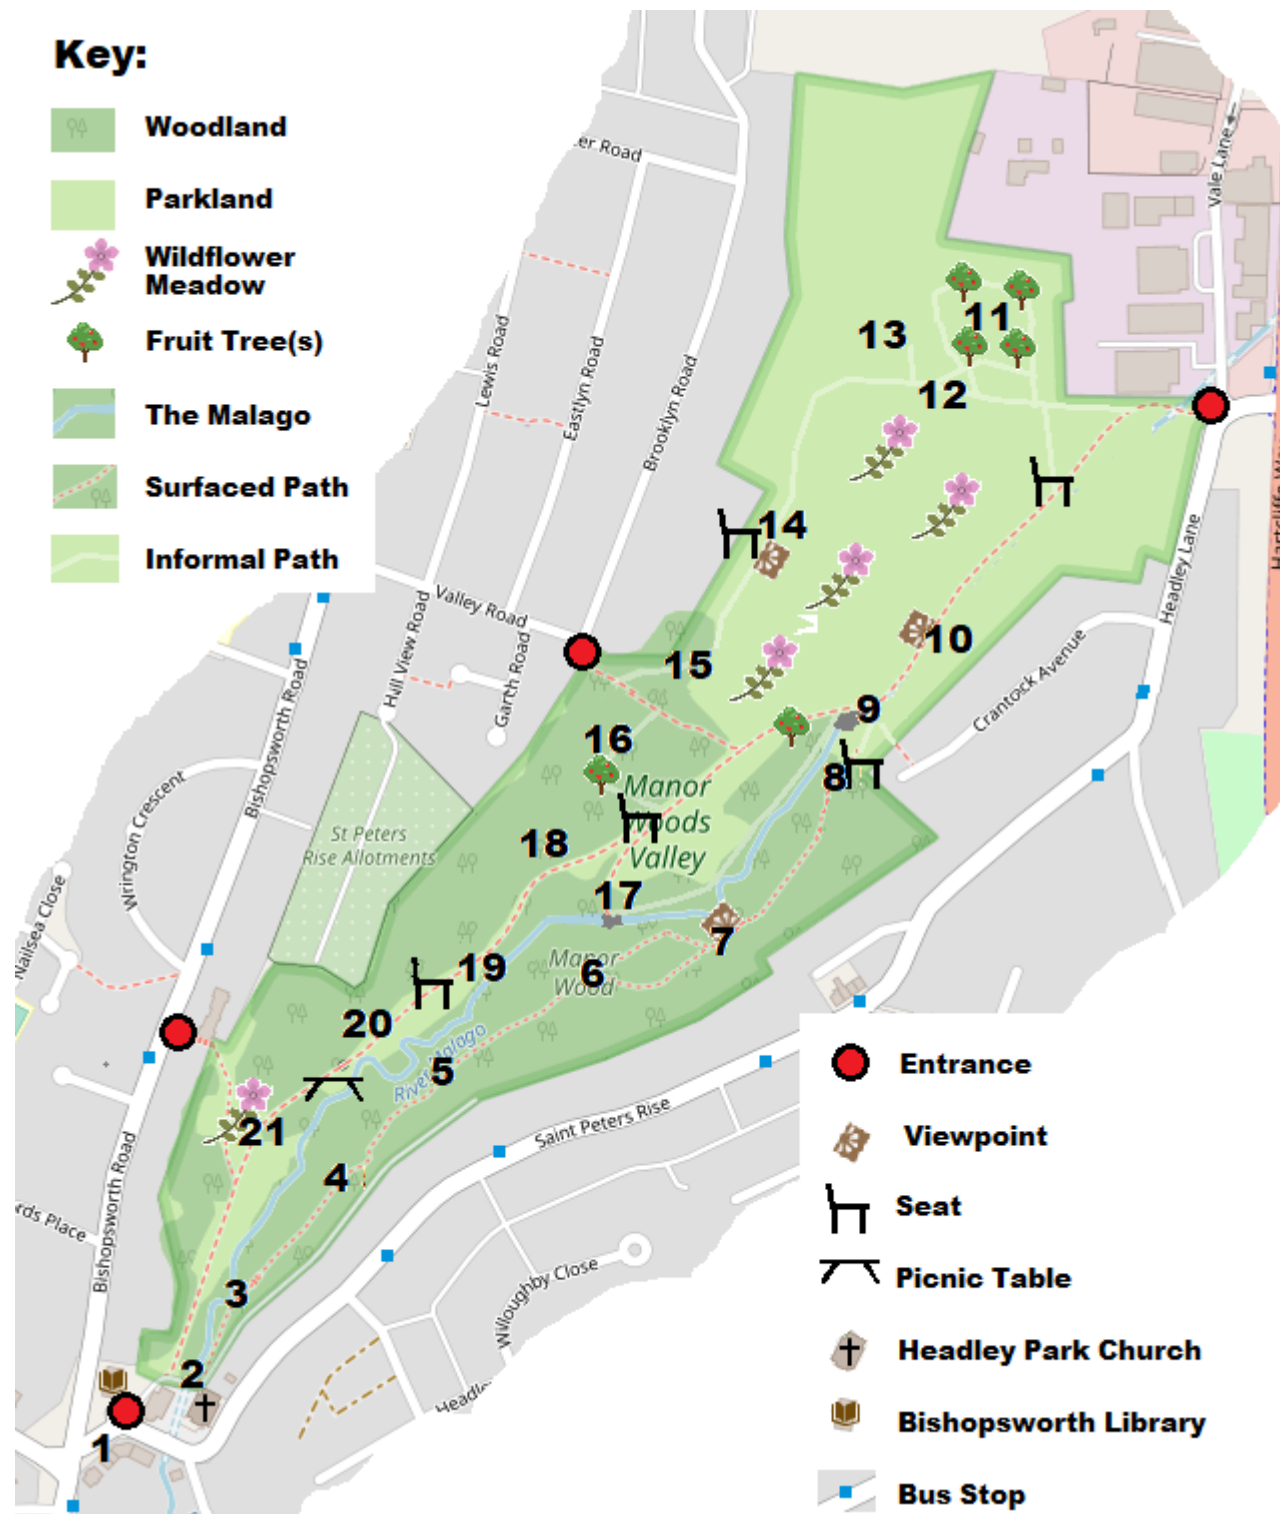 Key:
Woodland
Parkland
Wildflower
Meadow
Fruit Tree(s)
The Malago
Surfaced Path
Informal Path
er Road
Vale Lane
Lewis Road
Eastlyn Road
Brooklyn Road
13
11
12
14
Valley Road
Hill View Road
Garth Road
15
10
Headley Lane
Crantock Avenue
Bishopsworth Road
16
9
8
Wrington Crescent
St Peters
Rise Allotments
Manor
Woods
Valley
18
17
7
Nailsea Close
19
6
Manor
Wood
20
5
River Malago
21
4
Saint Peters Rise
Bishopsworth Road
rds Place
3
Willoughby Close
2
1
Headle
Entrance
Viewpoint
Seat
Picnic Table
Headley Park Church
Bishopsworth Library
Bus Stop